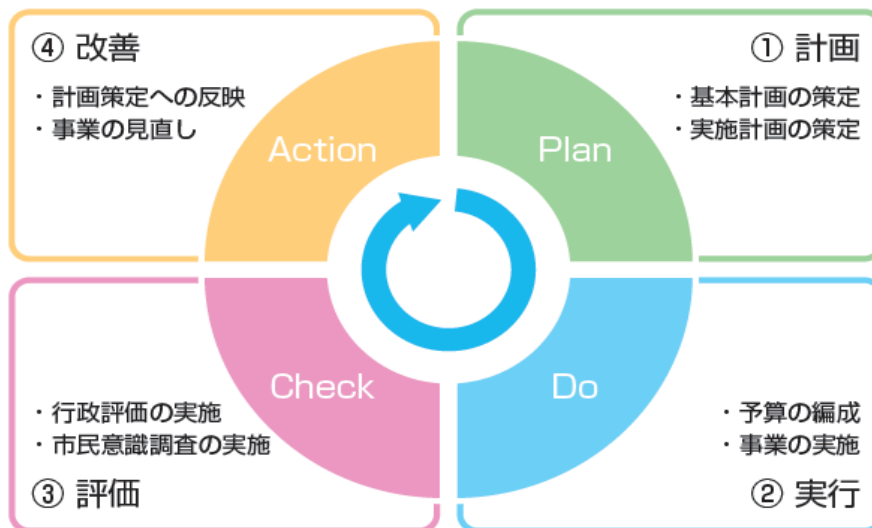 ④ 改善
・計画策定への反映
・事業の見直し
Action
① 計画
・基本計画の策定
・実施計画の策定
Plan
Check
・行政評価の実施
・市民意識調査の実施
③ 評価
Do
・予算の編成
・事業の実施
② 実行